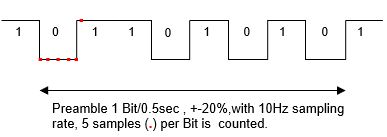 1 0 1 1 0 1 0 1 0 1
Preamble 1 Bit/0.5sec , +-20%,with 10Hz sampling
rate, 5 samples (.) per Bit is counted.